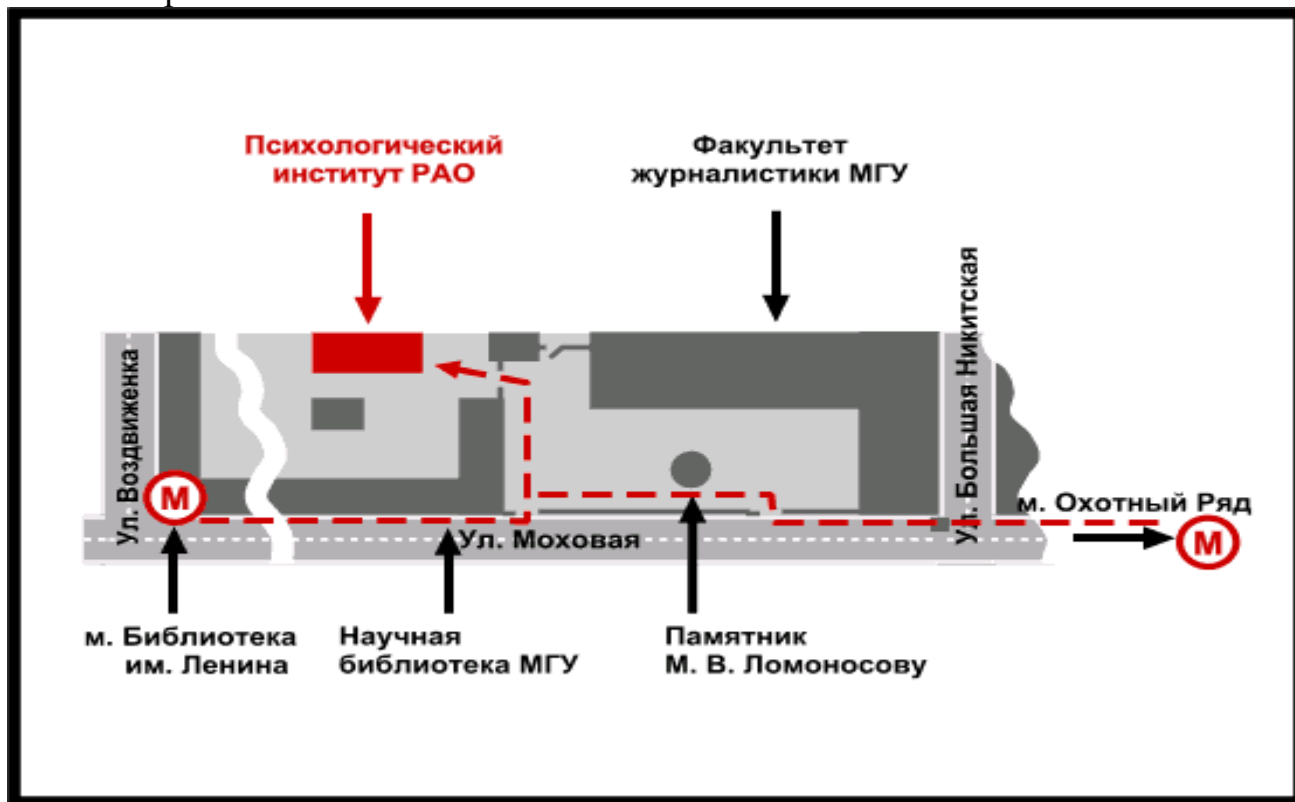 Психологический
институт РАО
Факультет
журналистики МГУ
Ул. Воздвиженка
Ул. Большая Никитская
М
м. Охотный Ряд
М
Ул. Моховая
м. Библиотека
им. Ленина
Научная
библиотека МГУ
Памятник
М. В. Ломоносову